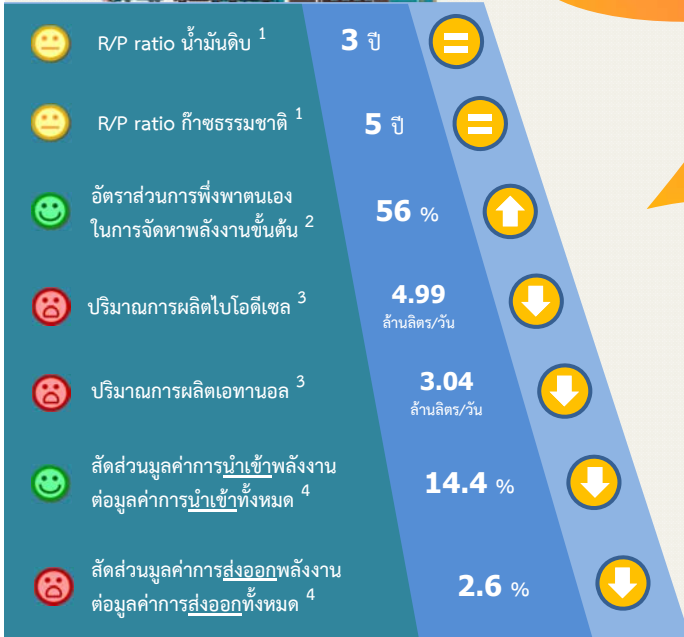 R/P ratio น้ำมันดิบ 1 3 ปี
R/P ratio ก๊าซธรรมชาติ 1 5 ปี
อัตราส่วนการพึ่งพาตนเอง
ในการจัดหาพลังงานขั้นต้น 2 56 %
ปริมาณการผลิตไบโอดีเซล 3 4.99
ล้านลิตร/วัน
ปริมาณการผลิตเอทานอล 3 3.04
ล้านลิตร/วัน
สัดส่วนมูลค่าการนำเข้าพลังงาน
ต่อมูลค่าการนำเข้าทั้งหมด 4 14.4 %
สัดส่วนมูลค่าการส่งออกพลังงาน
ต่อมูลค่าการส่งออกทั้งหมด 4 2.6 %